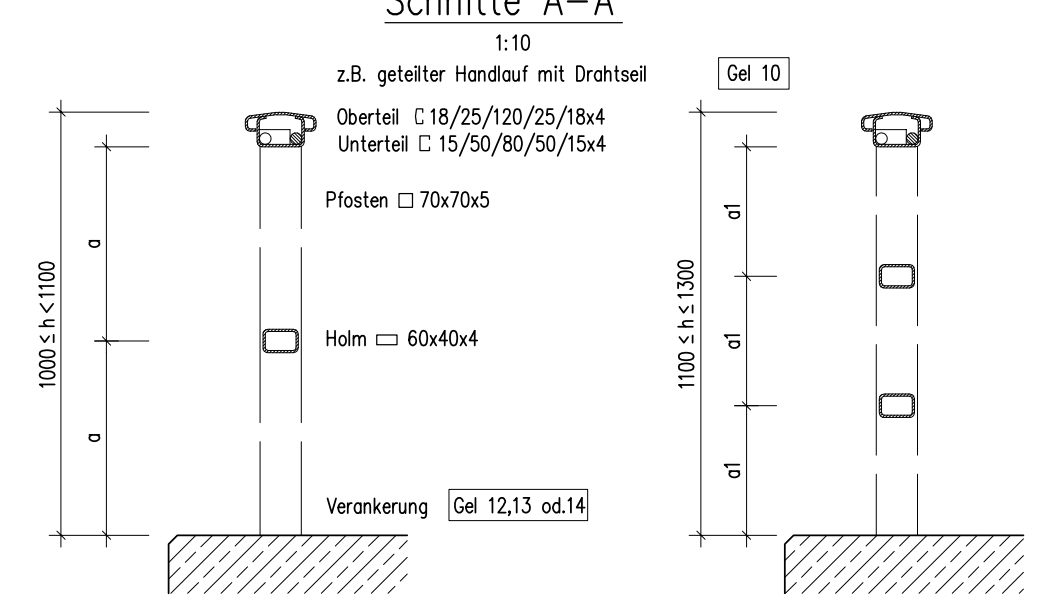 Schnitte A-A
1:10
z.B. geteilter Handlauf mit Drahtseil
Gel 10
Oberteil 18/25/120/25/18x4
Unterteil 15/50/80/50/15x4
Pfosten 70x70x5
a
a1
1000 ≤ h < 1100
Holm 60x40x4
1100 ≤ h ≤ 1300
a1
a
a1
Verankerung Gel 12,13 od.14